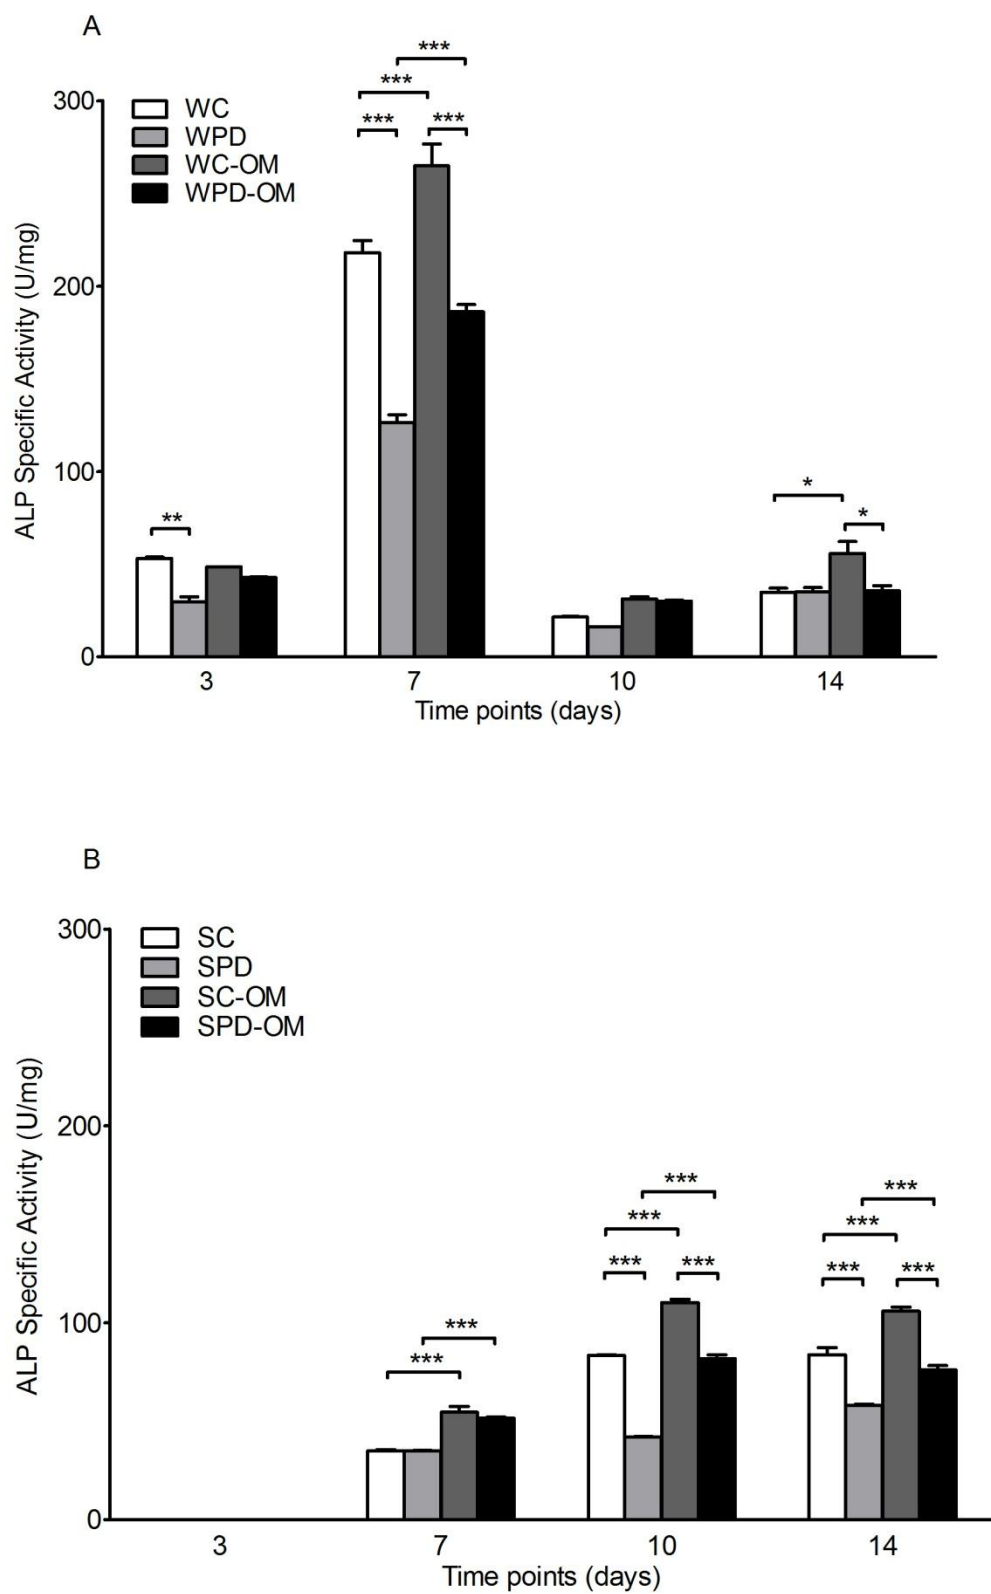 A
***
***
*** ***
300
WC
WPD
WC-OM
WPD-OM
ALP Specific Activity (U/mg)
200
100
**
*
*
0
3 7 10 14
Time points (days)
B
300
SC
SPD
SC-OM
SPD-OM
ALP Specific Activity (U/mg)
200
*** ***
*** ***
*** *** *** ***
100
***
***
0
3 7 10 14
Time points (days)